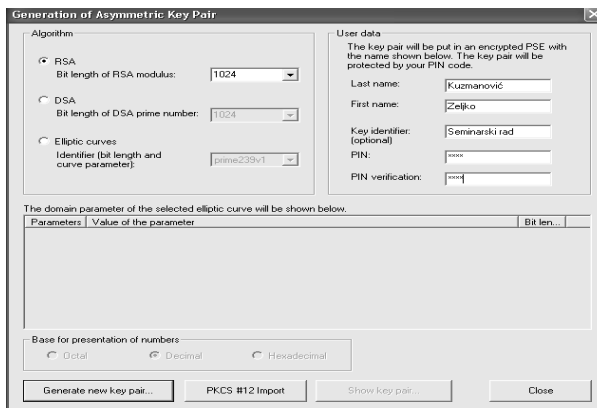 Generation of Asymmetric Key Pair
Algorithm
RSA
Bit length of RSA modulus: 1024
DSA
Bit length of DSA prime number: 1024
Elliptic curves
Identifier (bit length and
curve parameter): prime239v1
User data
The key pair will be put in an encrypted PSE with
the name shown below. The key pair will be
protected by your PIN code.
Last name: Kuzmanović
First name: Zeljko
Key identifier: Seminarski rad
(optional)
PIN: ****
PIN verification: ****
The domain parameter of the selected elliptic curve will be shown below.
Parameters Value of the parameter Bit len...
Base for presentation of numbers
Octal Decimal Hexadecimal
Generate new key pair... PKCS #12 Import Show key pair... Close